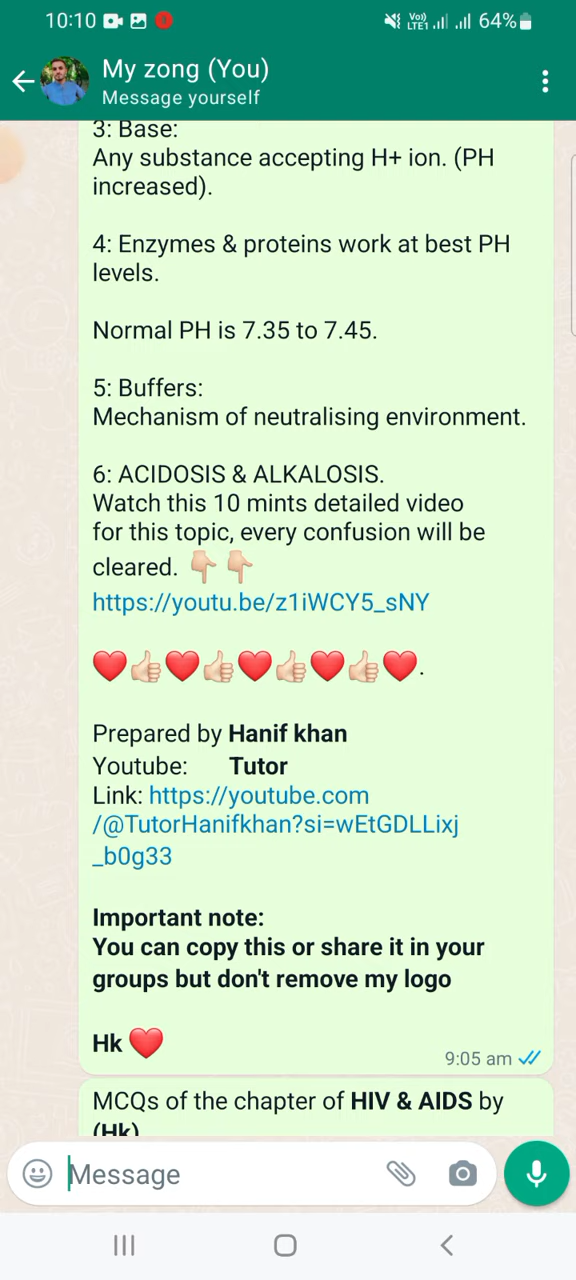 10:10
Vo))
LTE1
64%
My zong (You)
Message yourself
3: Base:
Any substance accepting H+ ion. (PH
increased).
4: Enzymes & proteins work at best PH
levels.
Normal PH is 7.35 to 7.45.
5: Buffers:
Mechanism of neutralising environment.
6: ACIDOSIS & ALKALOSIS.
Watch this 10 mints detailed video
for this topic, every confusion will be
cleared. 👇🏻👇🏻
https://youtu.be/z1iWCY5_sNY
❤️👍🏻❤️👍🏻❤️👍🏻❤️👍🏻❤️.
Prepared by Hanif khan
Youtube: Tutor
Link: https://youtube.com
/@TutorHanifkhan?si=wEtGDLLixj
_b0g33
Important note:
You can copy this or share it in your
groups but don't remove my logo
Hk ❤️
9:05 am
MCQs of the chapter of HIV & AIDS by
(Hk)
Message